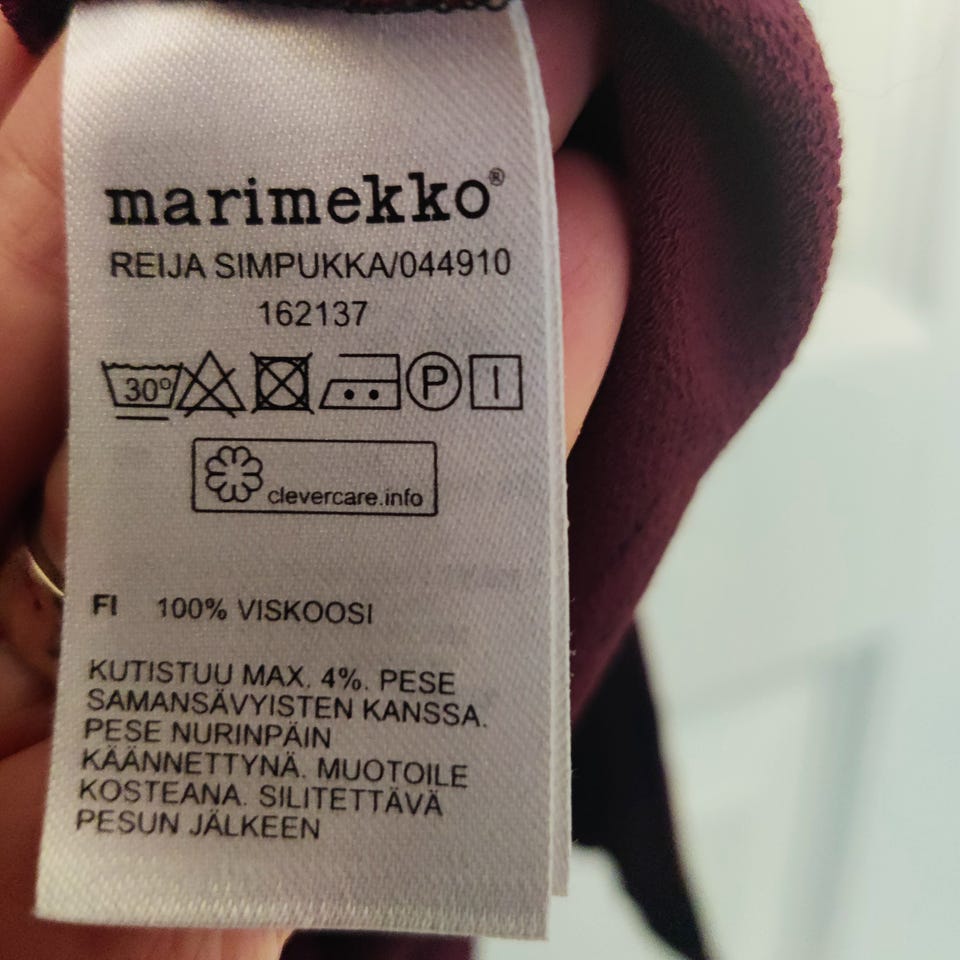 marimekko®
REIJA SIMPUKKA/044910
162137
30° P
clevercare.info
FI 100% VISKOOSI
KUTISTUU MAX. 4%. PESE
SAMANSÄVYISTEN KANSSA.
PESE NURINPÄIN
KÄÄNNETTYNÄ. MUOTOILE
KOSTEANA. SILITETTÄVÄ
PESUN JÄLKEEN